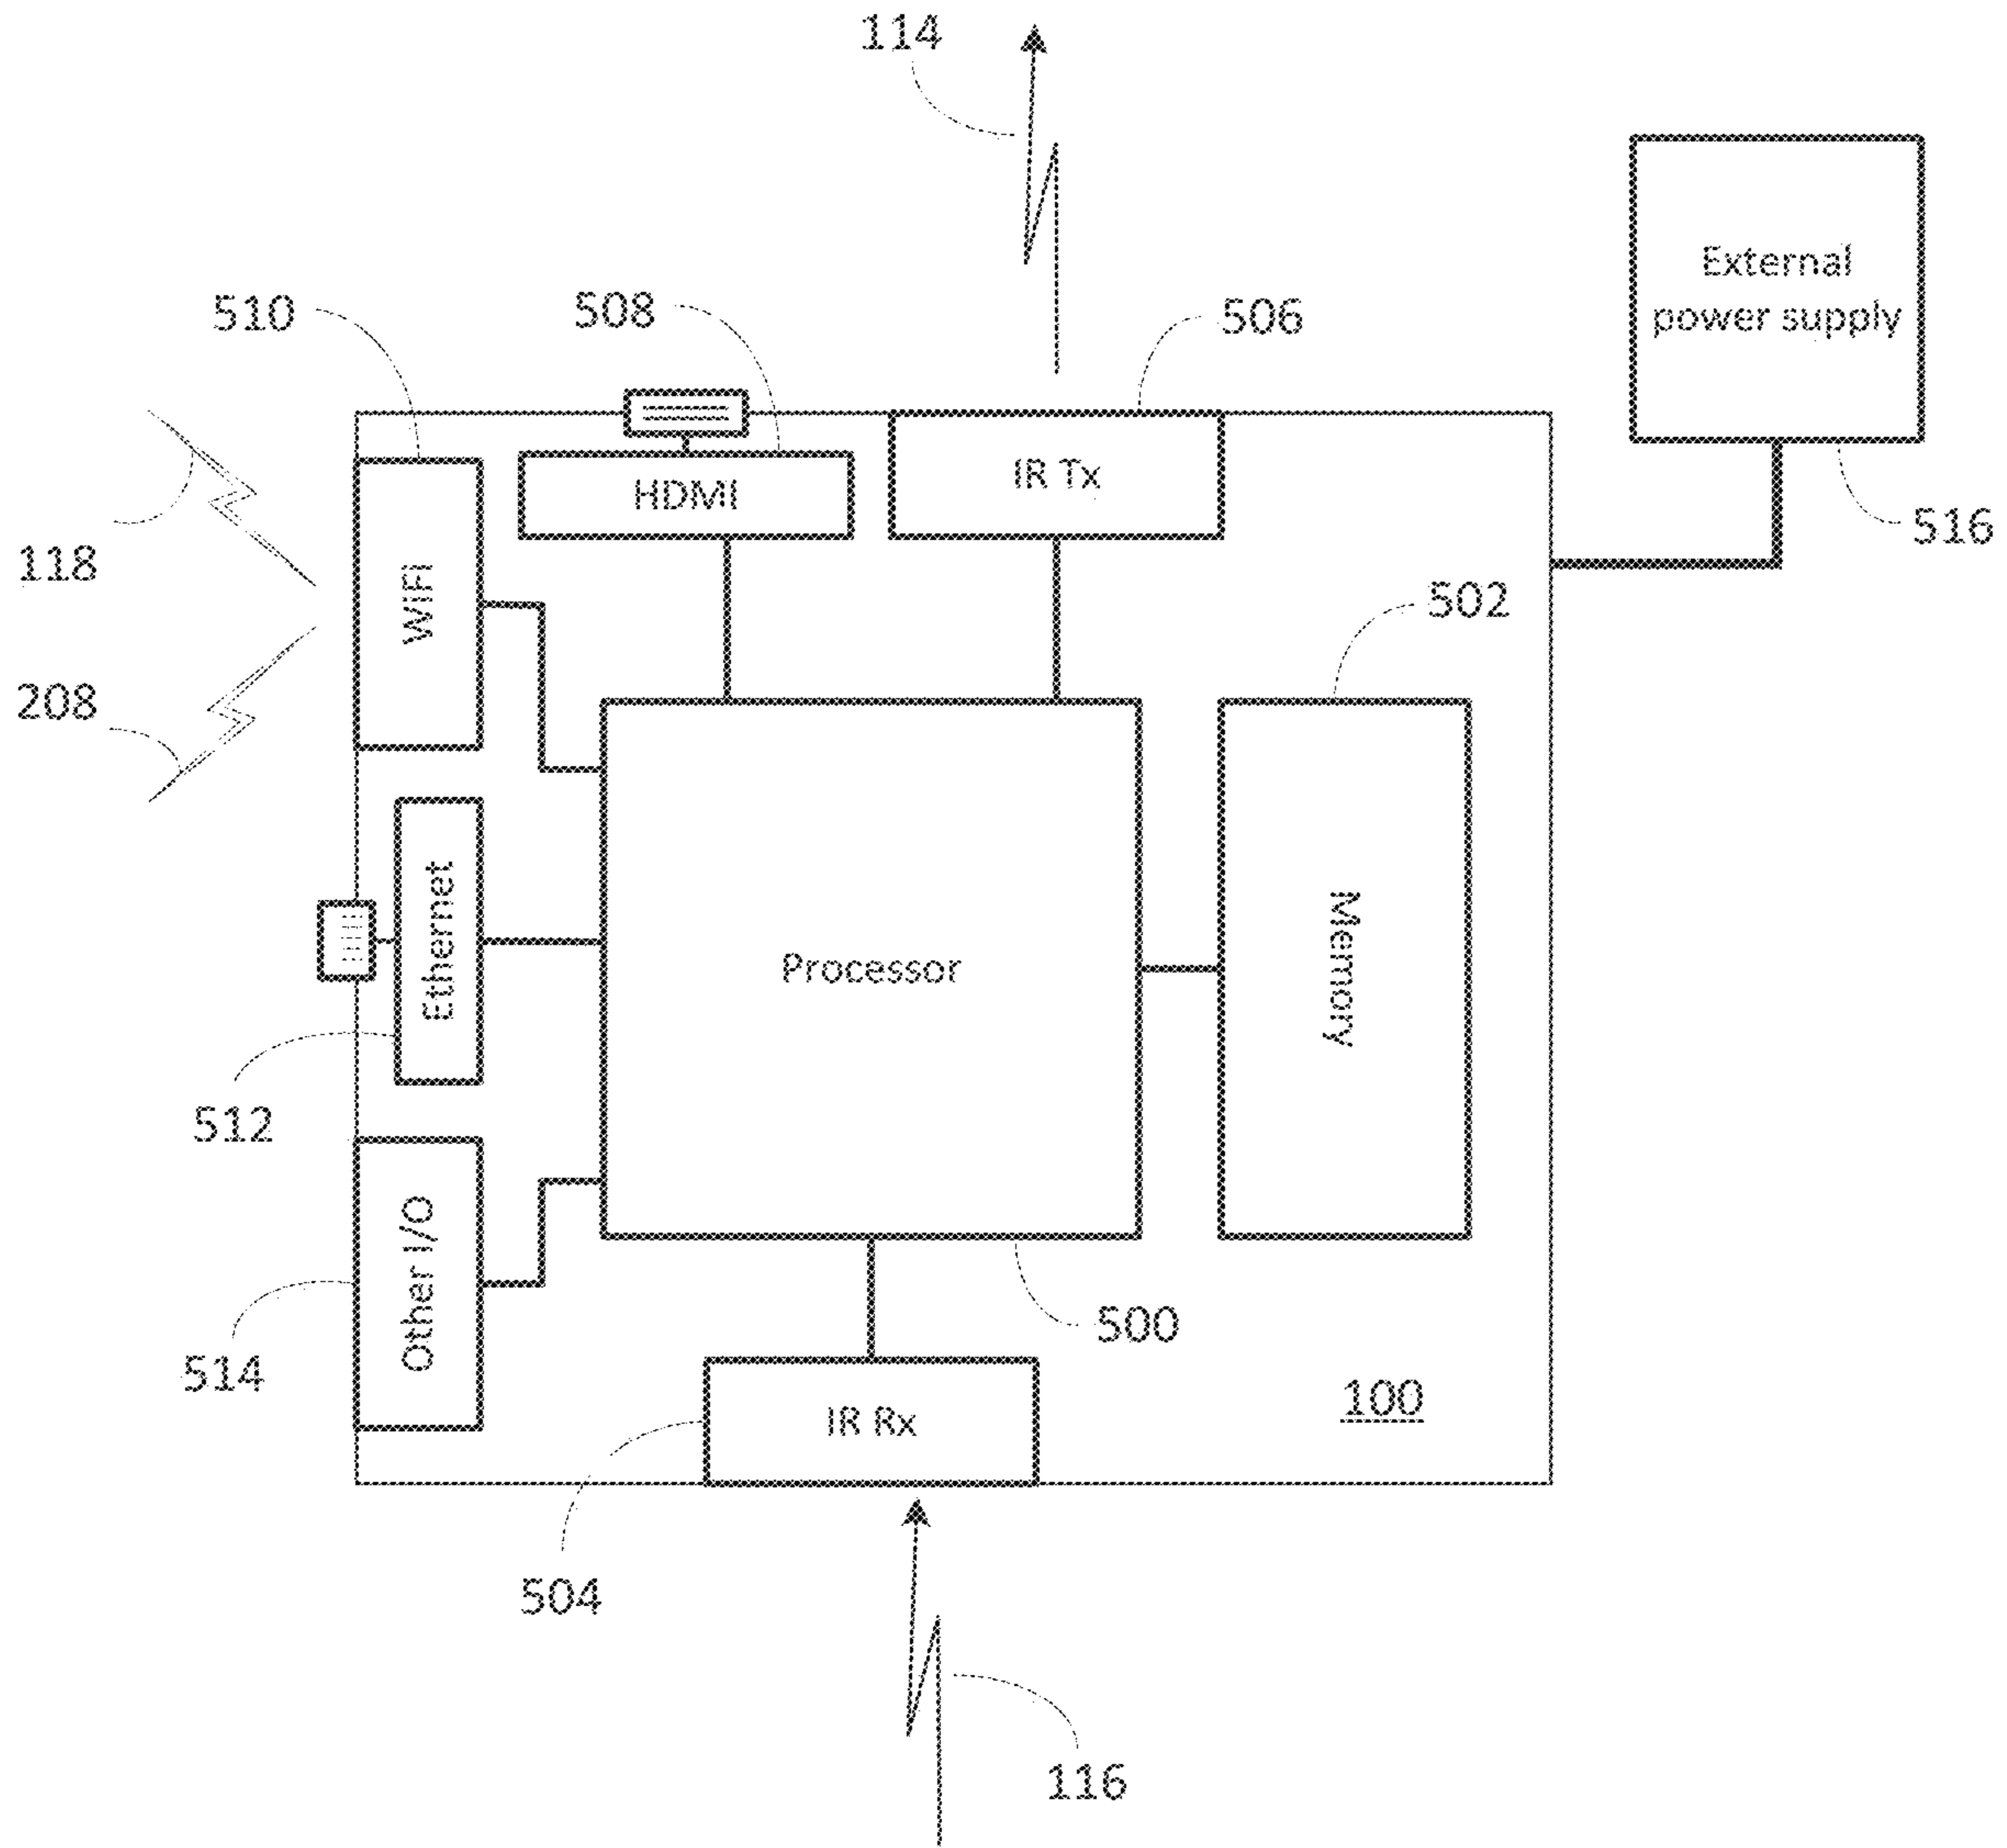 114
External
power supply
510
508
506
516
HDMI
IR Tx
118
WiFi
502
208
Ethernet
Processor
Memory
512
Other I/O
500
514
100
IR Rx
504
116